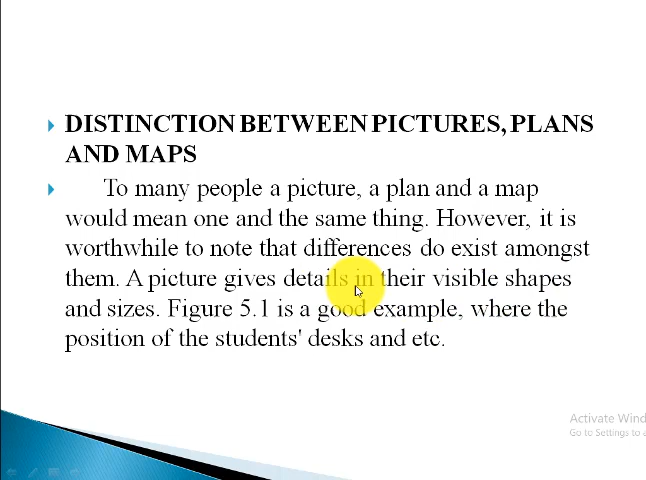 DISTINCTION BETWEEN PICTURES, PLANS
AND MAPS
To many people a picture, a plan and a map
would mean one and the same thing. However, it is
worthwhile to note that differences do exist amongst
them. A picture gives details in their visible shapes
and sizes. Figure 5.1 is a good example, where the
position of the students' desks and etc.
Activate Wind
Go to Settings to a